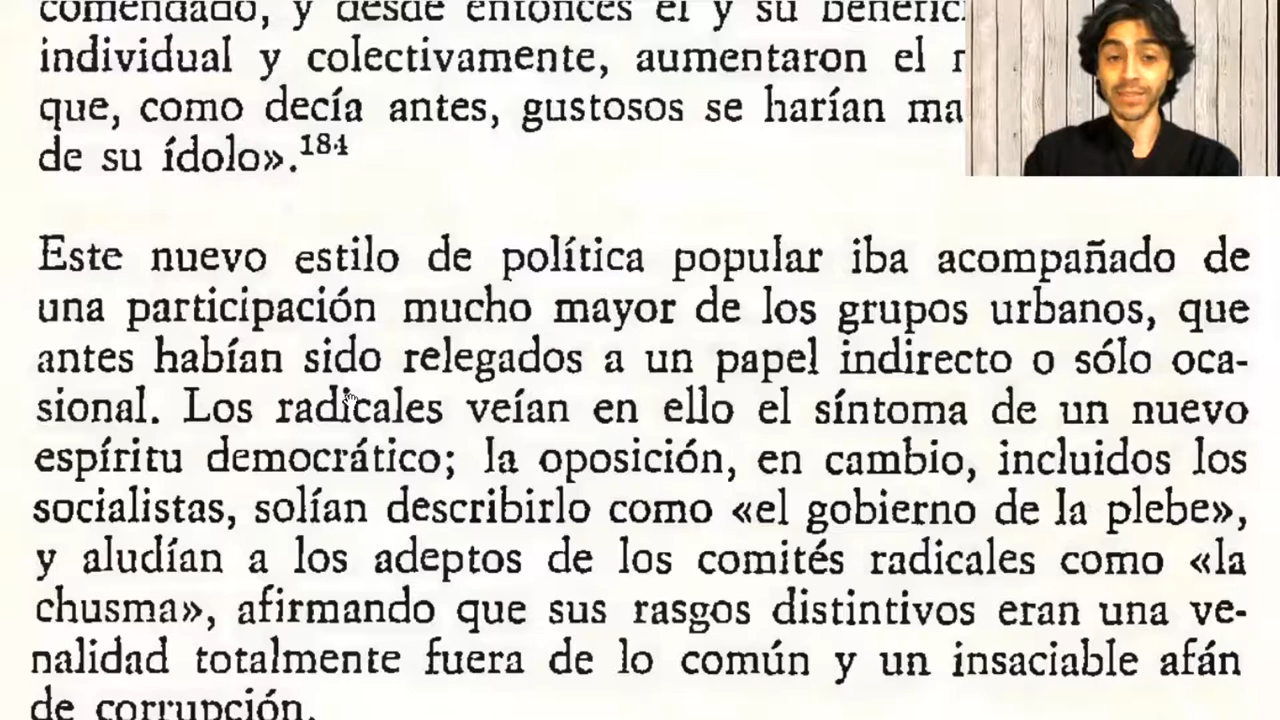 comendado, y desde entonces él y su
individual y colectivamente, aumentaron el
que, como decía antes, gustosos se harían
de su ídolo».¹⁸⁴
Este nuevo estilo de política popular iba acompañado de
una participación mucho mayor de los grupos urbanos, que
antes habían sido relegados a un papel indirecto o sólo oca-
sional. Los radicales veían en ello el síntoma de un nuevo
espíritu democrático; la oposición, en cambio, incluidos los
socialistas, solían describirlo como «el gobierno de la plebe»,
y aludían a los adeptos de los comités radicales como «la
chusma», afirmando que sus rasgos distintivos eran una ve-
nalidad totalmente fuera de lo común y un insaciable afán
de corrupción.